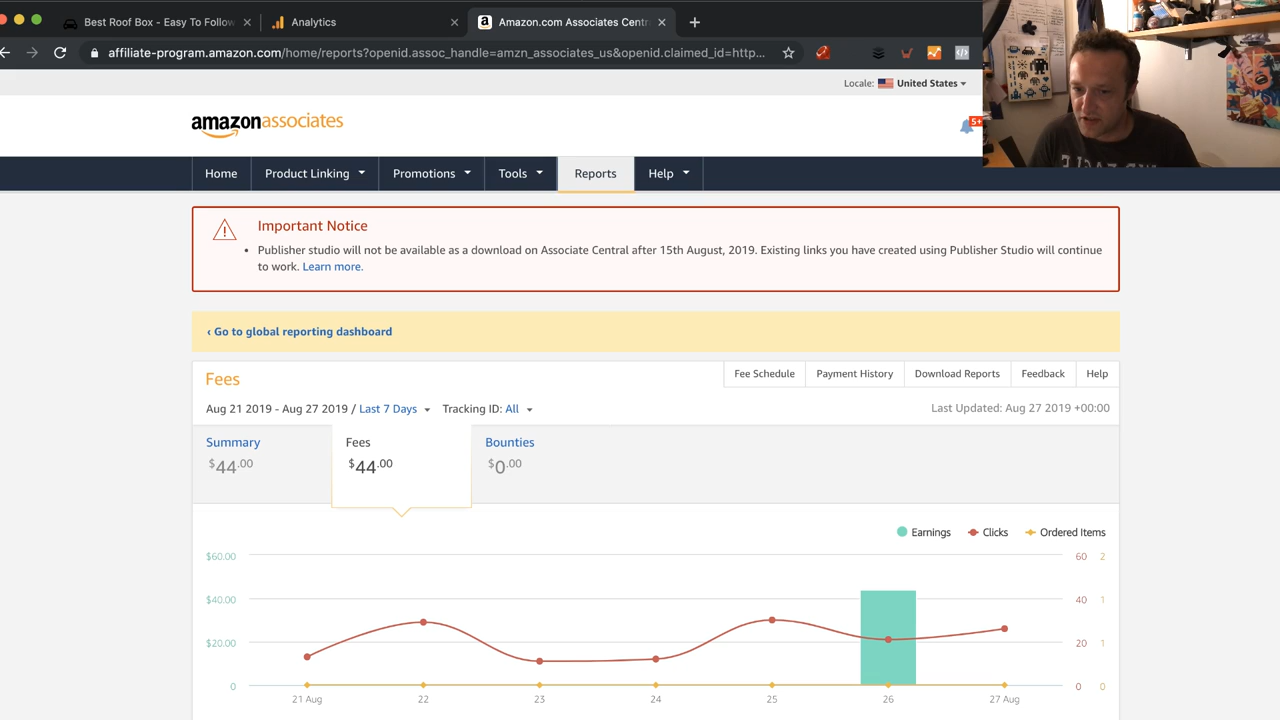 Best Roof Box - Easy To Follow
Analytics
Amazon.com Associates Centr
affiliate-program.amazon.com/home/reports?openid.assoc_handle=amzn_associates_us&openid.claimed_id=http...
Locale: United States
amazonassociates
5+
Home Product Linking Promotions Tools Reports Help
Important Notice
• Publisher studio will not be available as a download on Associate Central after 15th August, 2019. Existing links you have created using Publisher Studio will continue
to work. Learn more.
‹ Go to global reporting dashboard
Fees
Fee Schedule Payment History Download Reports Feedback Help
Aug 21 2019 - Aug 27 2019 / Last 7 Days Tracking ID: All
Last Updated: Aug 27 2019 +00:00
Summary Fees Bounties
$44.00 $44.00 $0.00
Earnings Clicks Ordered Items
$60.00 60 2
$40.00 40 1
$20.00 20 1
0 0 0
21 Aug 22 23 24 25 26 27 Aug